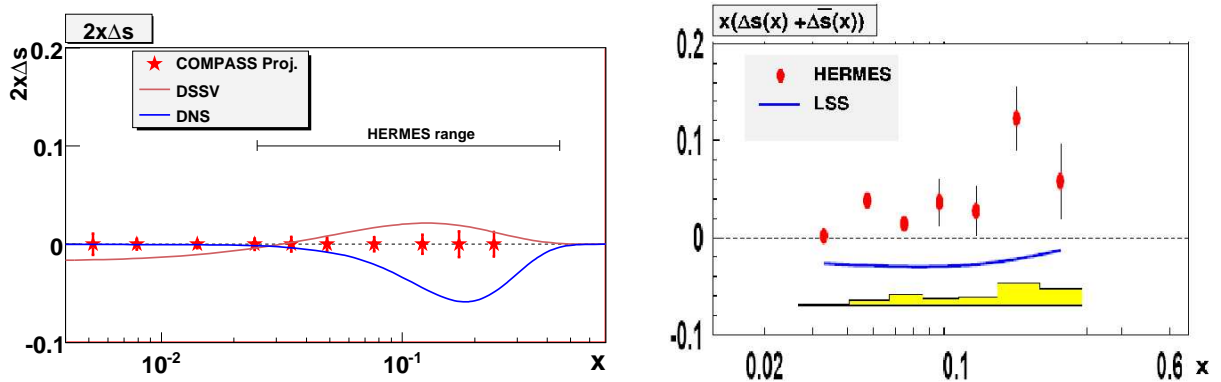 2xΔs
2xΔs
0.2
COMPASS Proj.
DSSV
DNS
HERMES range
0.1
0
-0.1
10⁻²
10⁻¹
x
x(Δs(x) +Δs̅(x))
0.2
HERMES
LSS
0.1
0
-0.1
0.02
0.1
0.6
x